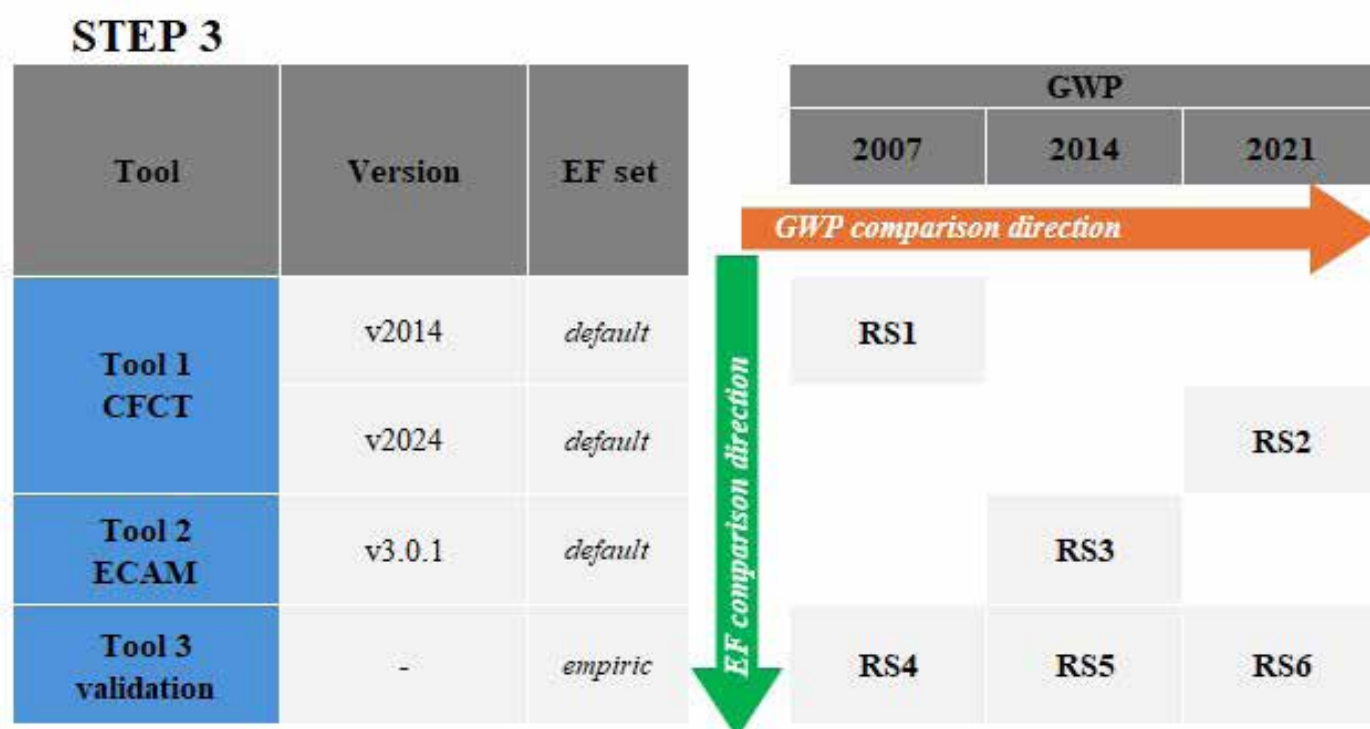 STEP 3
Tool Version EF set
GWP
2007 2014 2021
GWP comparison direction
EF comparison direction
Tool 1
CFCT
v2014 default RS1
v2024 default RS2
Tool 2
ECAM
v3.0.1 default RS3
Tool 3
validation
- empiric RS4 RS5 RS6